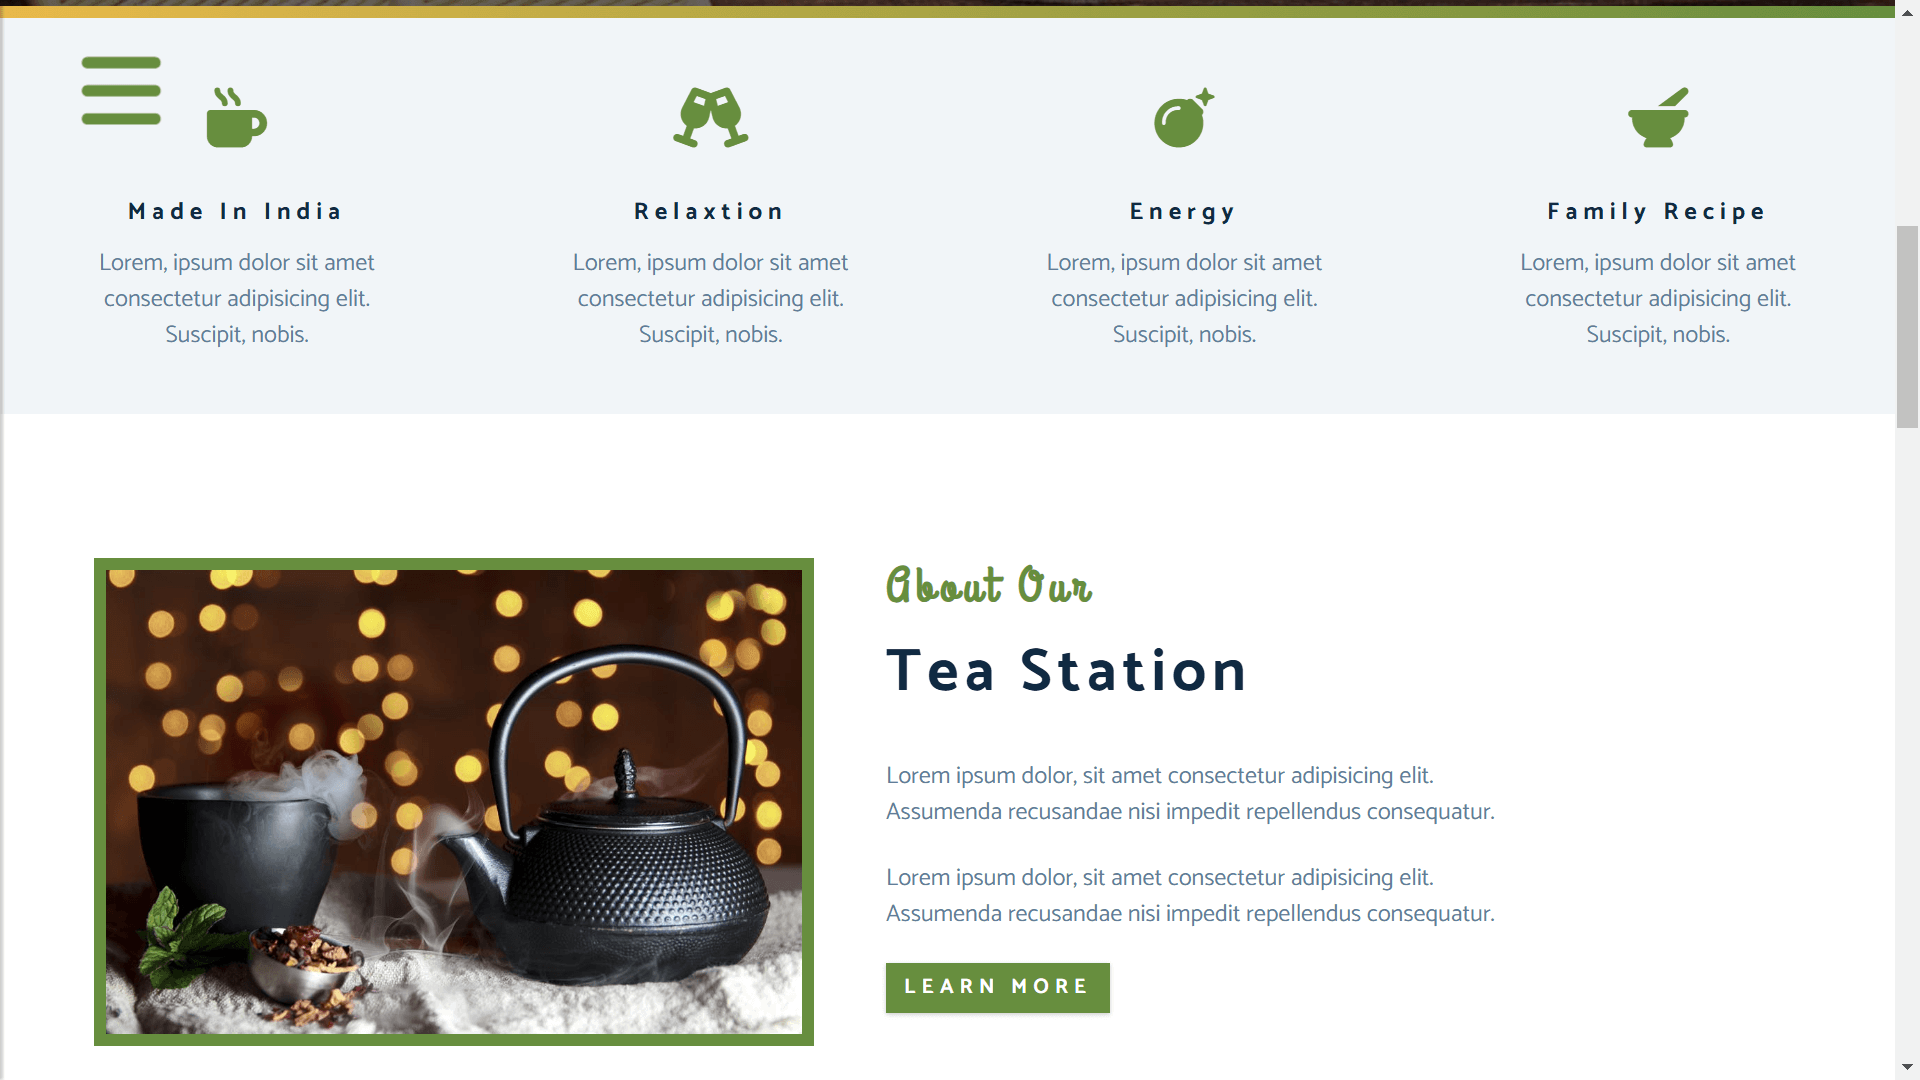 Made In India
Lorem, ipsum dolor sit amet
consectetur adipisicing elit.
Suscipit, nobis.
Relaxtion
Lorem, ipsum dolor sit amet
consectetur adipisicing elit.
Suscipit, nobis.
Energy
Lorem, ipsum dolor sit amet
consectetur adipisicing elit.
Suscipit, nobis.
Family Recipe
Lorem, ipsum dolor sit amet
consectetur adipisicing elit.
Suscipit, nobis.
About Our
Tea Station
Lorem ipsum dolor, sit amet consectetur adipisicing elit.
Assumenda recusandae nisi impedit repellendus consequatur.
Lorem ipsum dolor, sit amet consectetur adipisicing elit.
Assumenda recusandae nisi impedit repellendus consequatur.
LEARN MORE